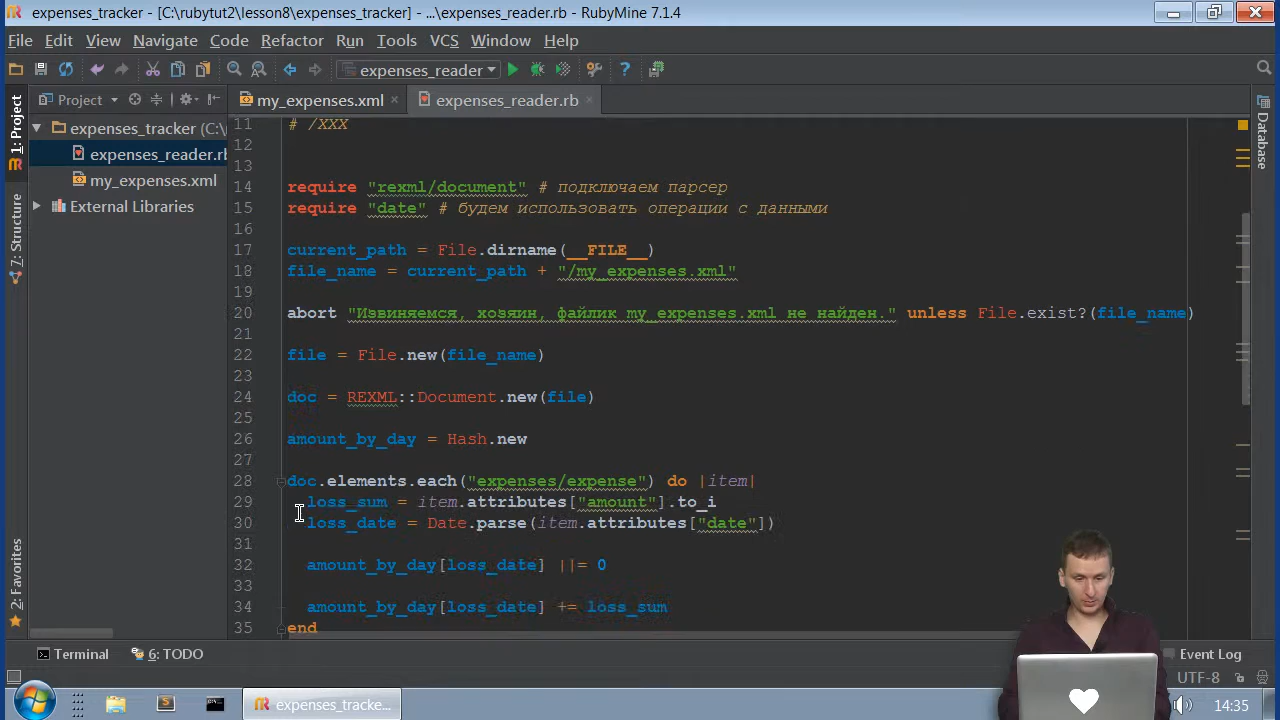 expenses_tracker - [C:\rubytut2\lesson8\expenses_tracker] - ...\expenses_reader.rb - RubyMine 7.1.4
File Edit View Navigate Code Refactor Run Tools VCS Window Help
expenses_reader
Project
my_expenses.xml
expenses_reader.rb
1: Project
7: Structure
2: Favorites
Database
expenses_tracker (C:\
expenses_reader.rb
my_expenses.xml
External Libraries
11 # /XXX
12
13
14 require "rexml/document" # подключаем парсер
15 require "date" # будем использовать операции с данными
16
17 current_path = File.dirname(__FILE__)
18 file_name = current_path + "/my_expenses.xml"
19
20 abort "Извиняемся, хозяин, файлик my_expenses.xml не найден." unless File.exist?(file_name)
21
22 file = File.new(file_name)
23
24 doc = REXML::Document.new(file)
25
26 amount_by_day = Hash.new
27
28 doc.elements.each("expenses/expense") do |item|
29 loss_sum = item.attributes["amount"].to_i
30 loss_date = Date.parse(item.attributes["date"])
31
32 amount_by_day[loss_date] ||= 0
33
34 amount_by_day[loss_date] += loss_sum
35 end
Terminal
6: TODO
Event Log
UTF-8
expenses_tracke...
14:35